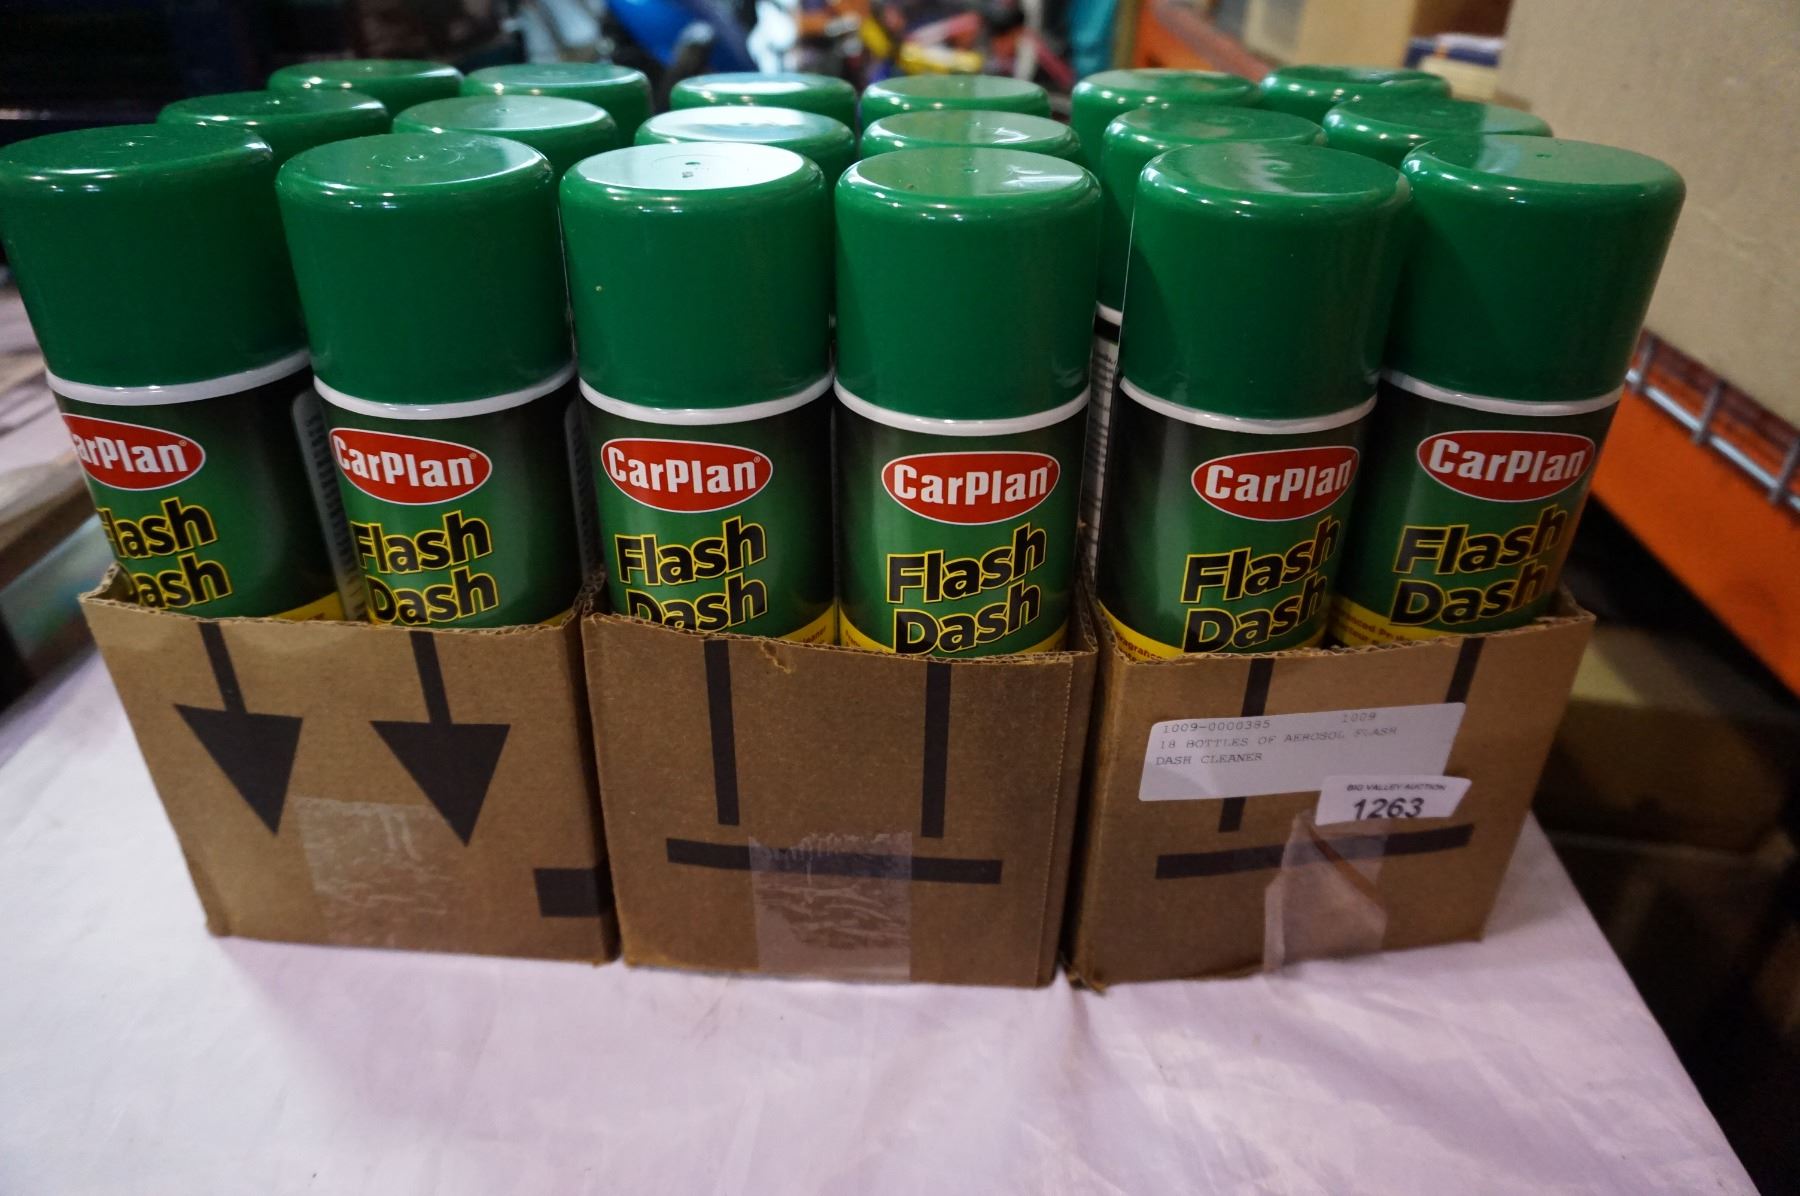 CarPlan
Flash
Dash
CarPlan
Flash
Dash
CarPlan
Flash
Dash
CarPlan
Flash
Dash
CarPlan
Flash
Dash
CarPlan
Flash
Dash
1009-0000385 1009
18 BOTTLES OF AEROSOL FLASH
DASH CLEANER
BIG VALLEY AUCTION
1263